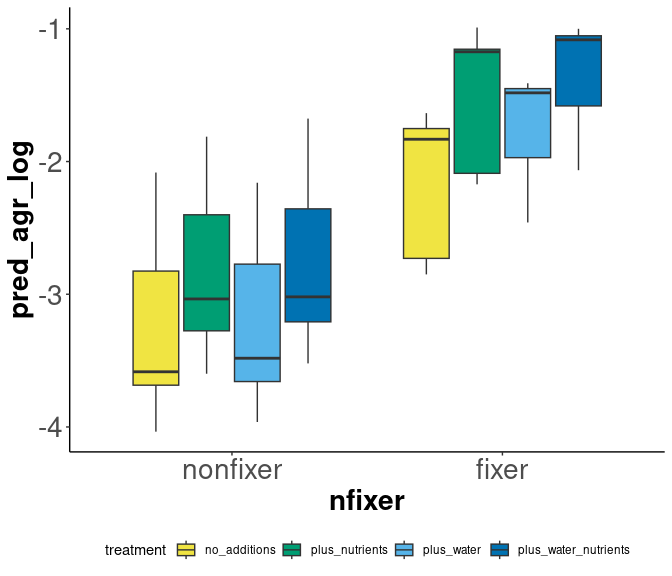 pred_agr_log
-1
-2
-3
-4
nonfixer fixer
nfixer
treatment no_additions plus_nutrients plus_water plus_water_nutrients